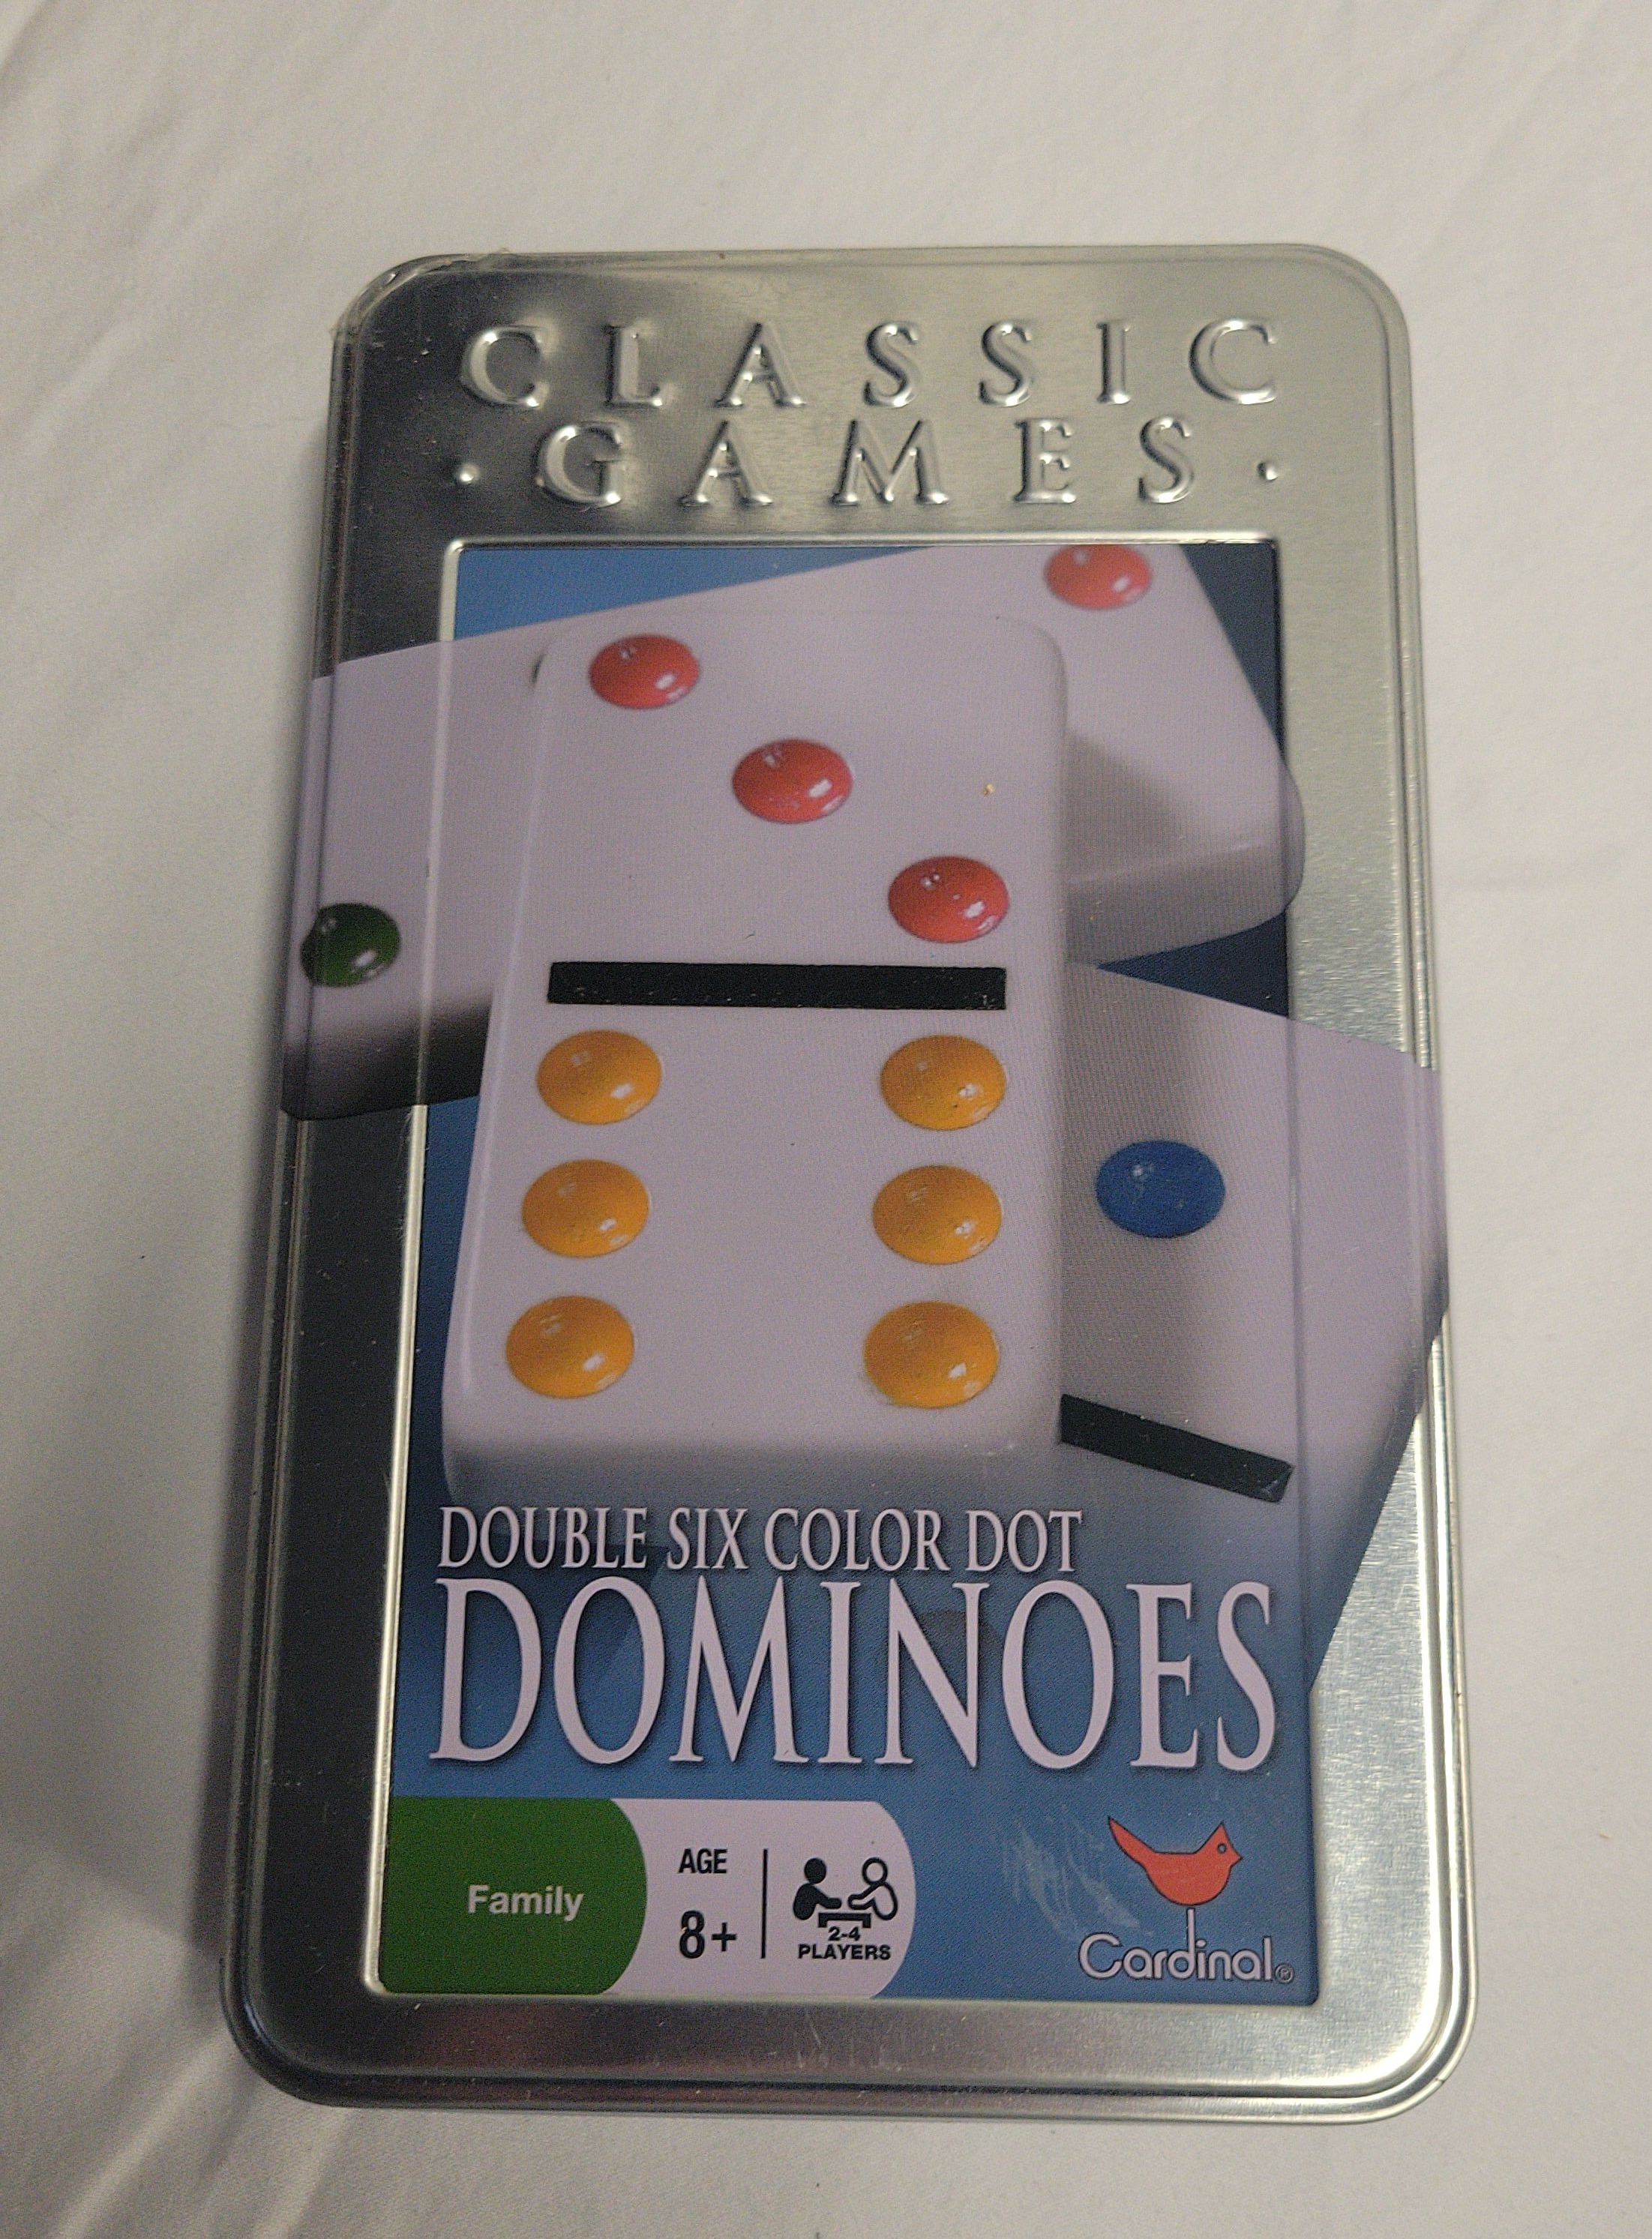 CLASSIC
· GAMES ·
DOUBLE SIX COLOR DOT
DOMINOES
Family
AGE
8+
2-4
PLAYERS
Cardinal®